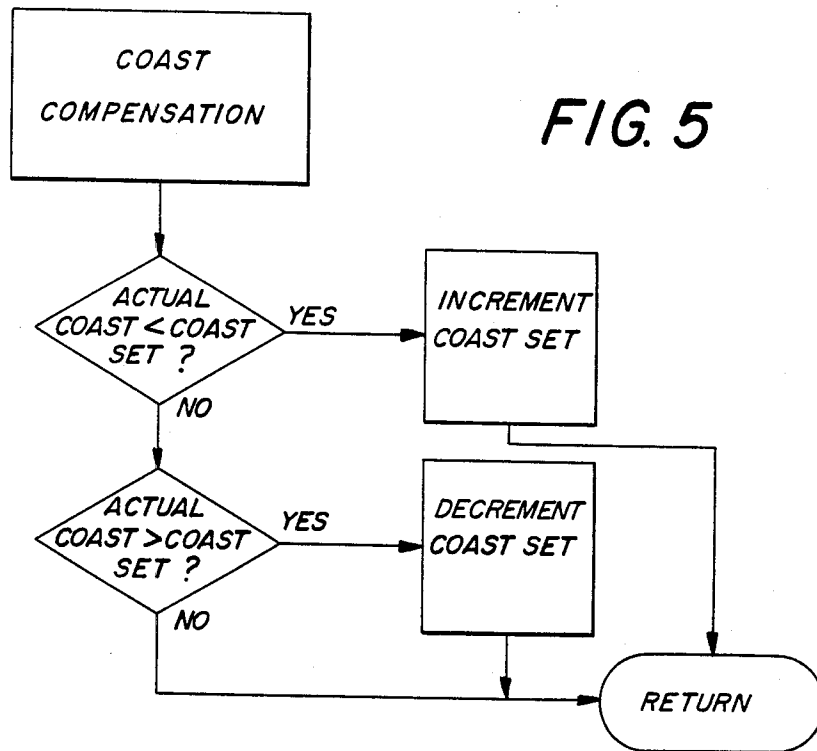 COAST
COMPENSATION
FIG. 5
ACTUAL
COAST < COAST
SET ?
YES
INCREMENT
COAST SET
NO
ACTUAL
COAST > COAST
SET ?
YES
DECREMENT
COAST SET
NO
RETURN